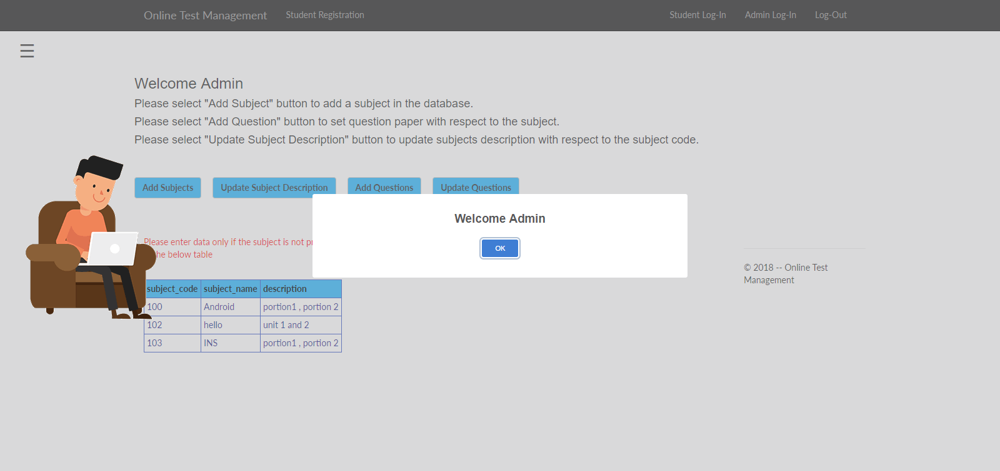 Online Test Management Student Registration Student Log-In Admin Log-In Log-Out
Welcome Admin
Please select "Add Subject" button to add a subject in the database.
Please select "Add Question" button to set question paper with respect to the subject.
Please select "Update Subject Description" button to update subjects description with respect to the subject code.
Add Subjects Update Subject Description Add Questions Update Questions
Welcome Admin
OK
Please enter data only if the subject is not
the below table
subject_code subject_name description
100 Android portion1 , portion 2
102 hello unit 1 and 2
103 INS portion1 , portion 2
© 2018 -- Online Test
Management